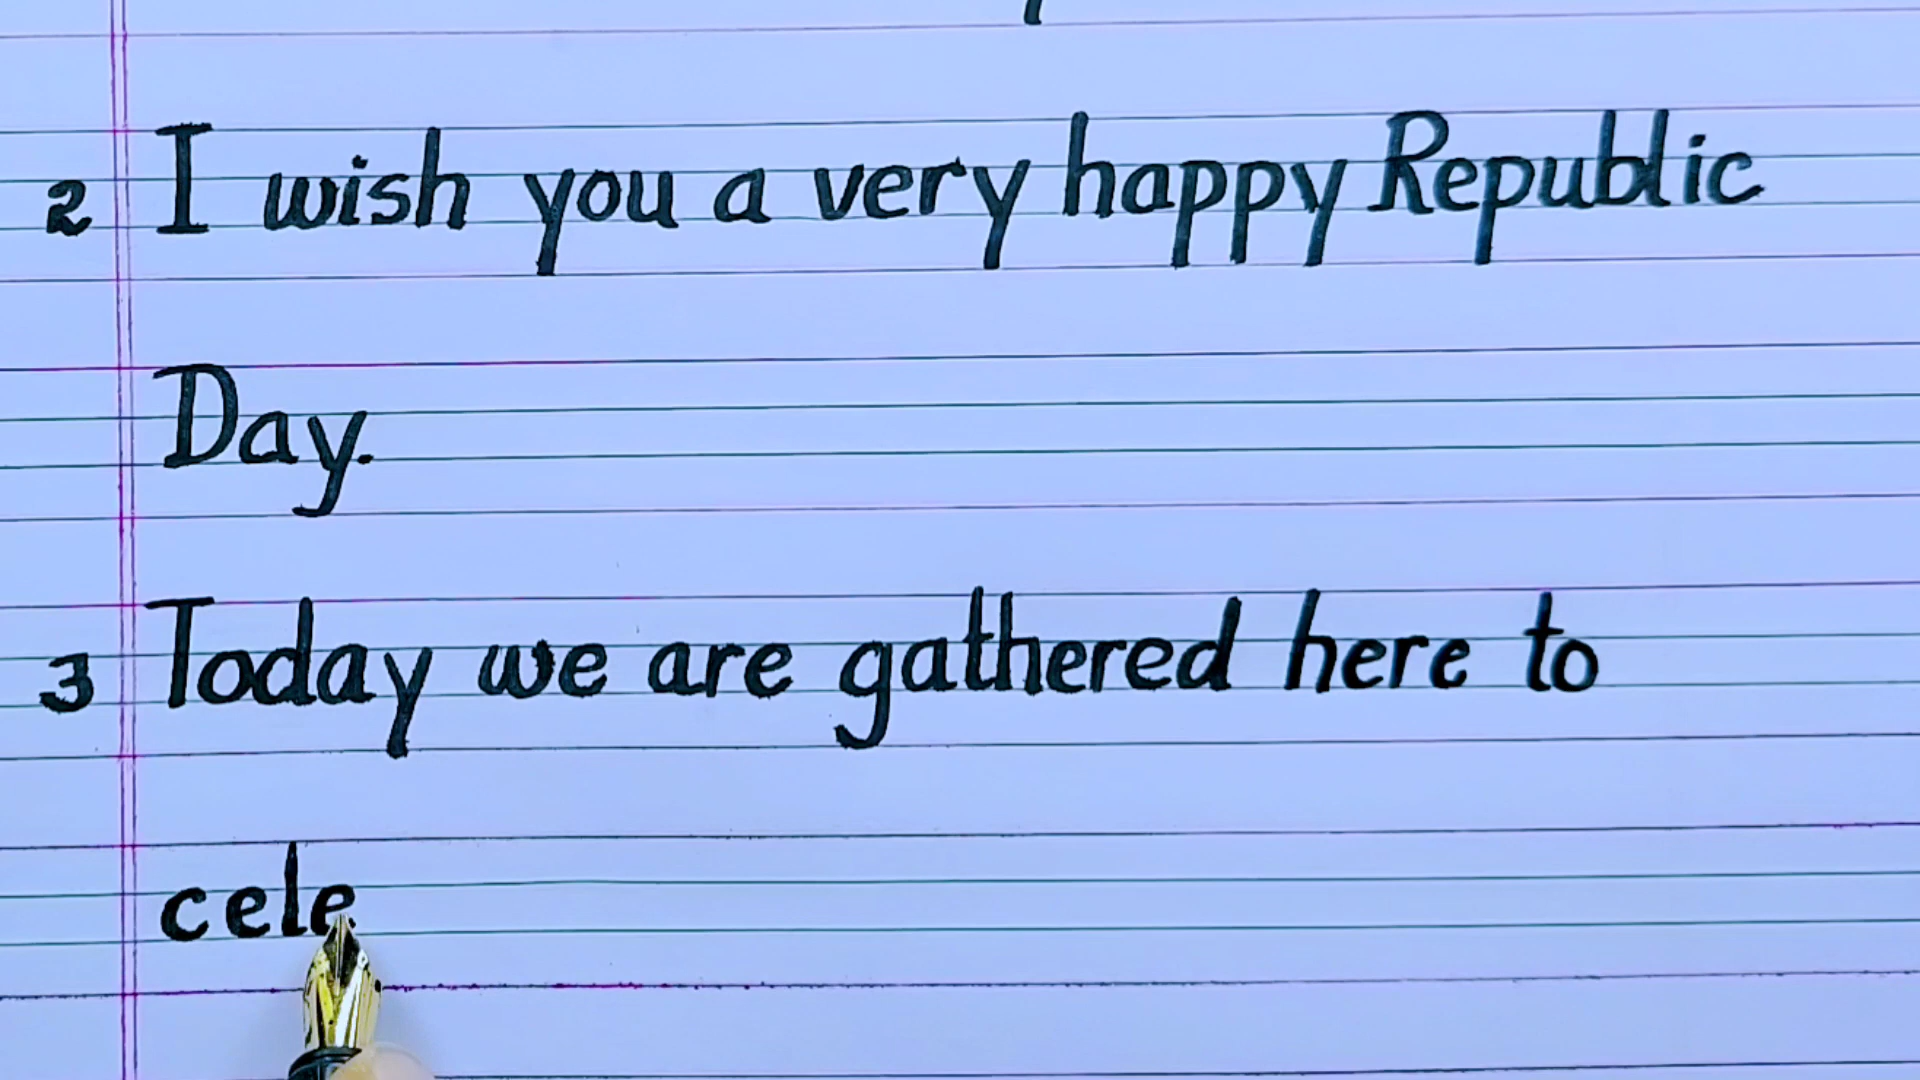 2 I wish you a very happy Republic
Day.
3 Today we are gathered here to
cele